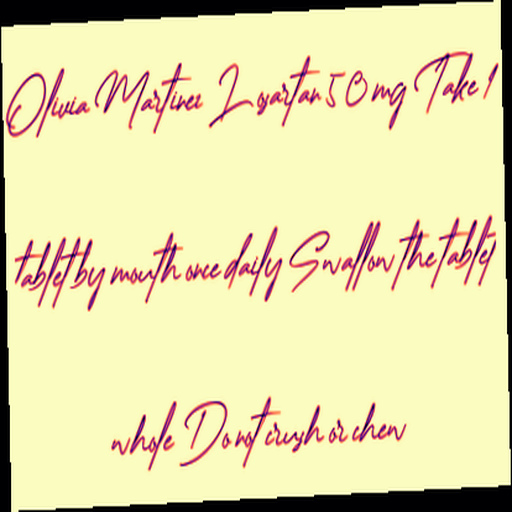 Olivia Martinez Losartan 50 mg Take 1
tablet by mouth once daily Swallow the tablet
whole Do not crush or chew